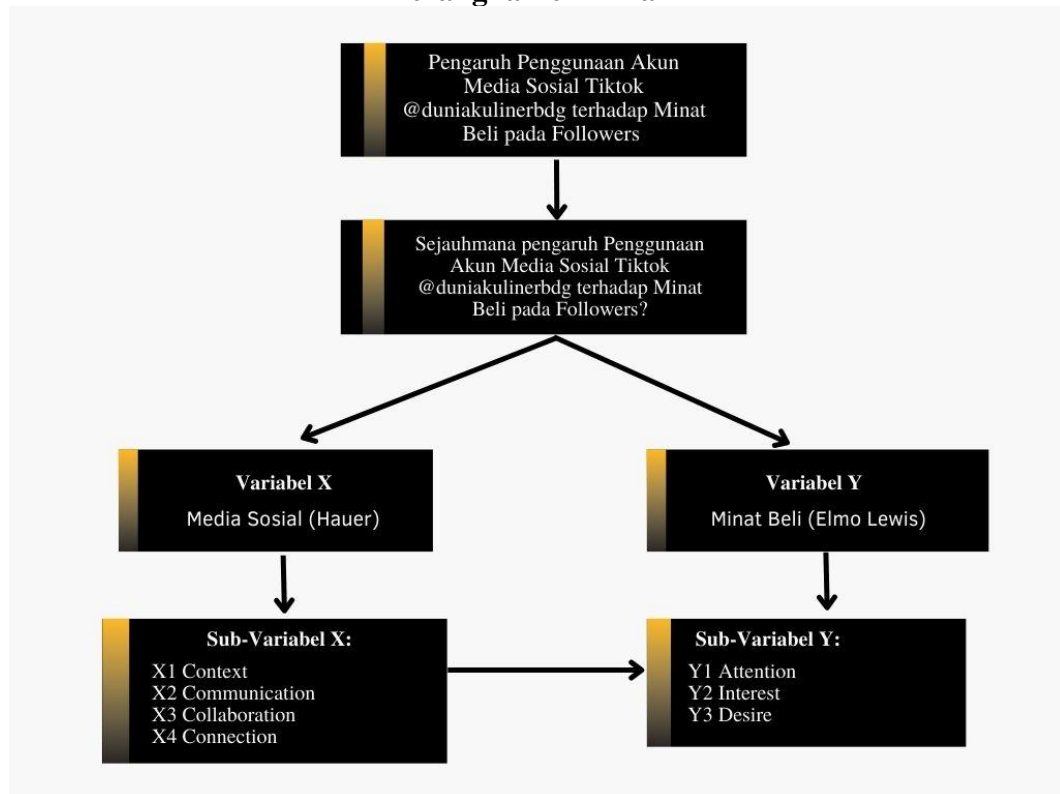 Pengaruh Penggunaan Akun
Media Sosial Tiktok
@duniakulinerbdg terhadap Minat
Beli pada Followers
Sejauhmana pengaruh Penggunaan
Akun Media Sosial Tiktok
@duniakulinerbdg terhadap Minat
Beli pada Followers?
Variabel X
Media Sosial (Hauer)
Variabel Y
Minat Beli (Elmo Lewis)
Sub-Variabel X:
X1 Context
X2 Communication
X3 Collaboration
X4 Connection
Sub-Variabel Y:
Y1 Attention
Y2 Interest
Y3 Desire